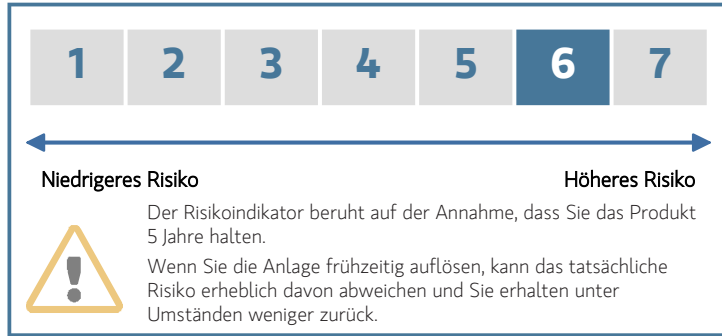 1 2 3 4 5 6 7
Niedrigeres Risiko Höheres Risiko
Der Risikoindikator beruht auf der Annahme, dass Sie das Produkt
5 Jahre halten.
Wenn Sie die Anlage frühzeitig auflösen, kann das tatsächliche
Risiko erheblich davon abweichen und Sie erhalten unter
Umständen weniger zurück.